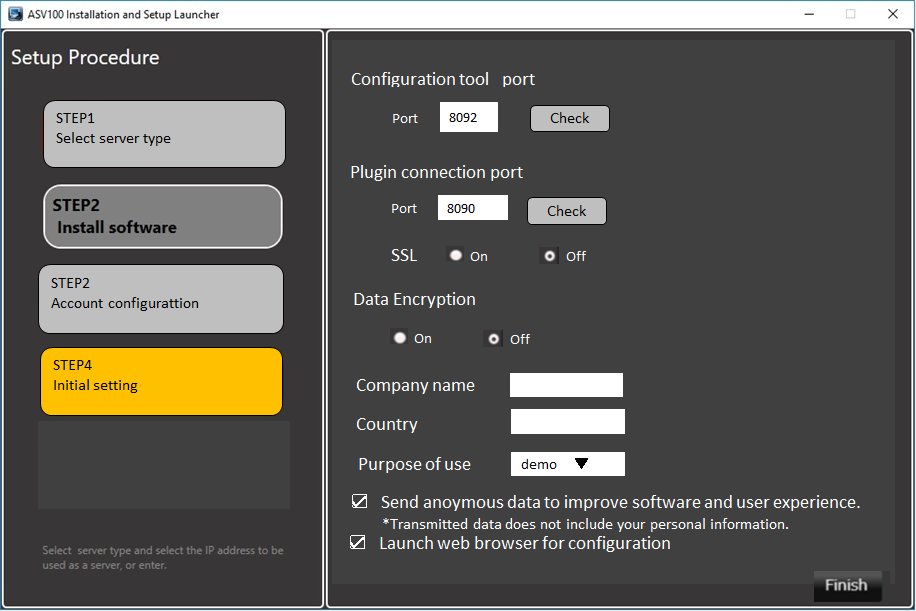 ASV100 Installation and Setup Launcher
Setup Procedure
STEP1
Select server type
STEP2
Install software
STEP2
Account configurattion
STEP4
Initial setting
Select server type and select the IP address to be
used as a server, or enter.
Configuration tool port
Port 8092 Check
Plugin connection port
Port 8090 Check
SSL On Off
Data Encryption
On Off
Company name
Country
Purpose of use demo
Send anoymous data to improve software and user experience.
*Transmitted data does not include your personal information.
Launch web browser for configuration
Finish